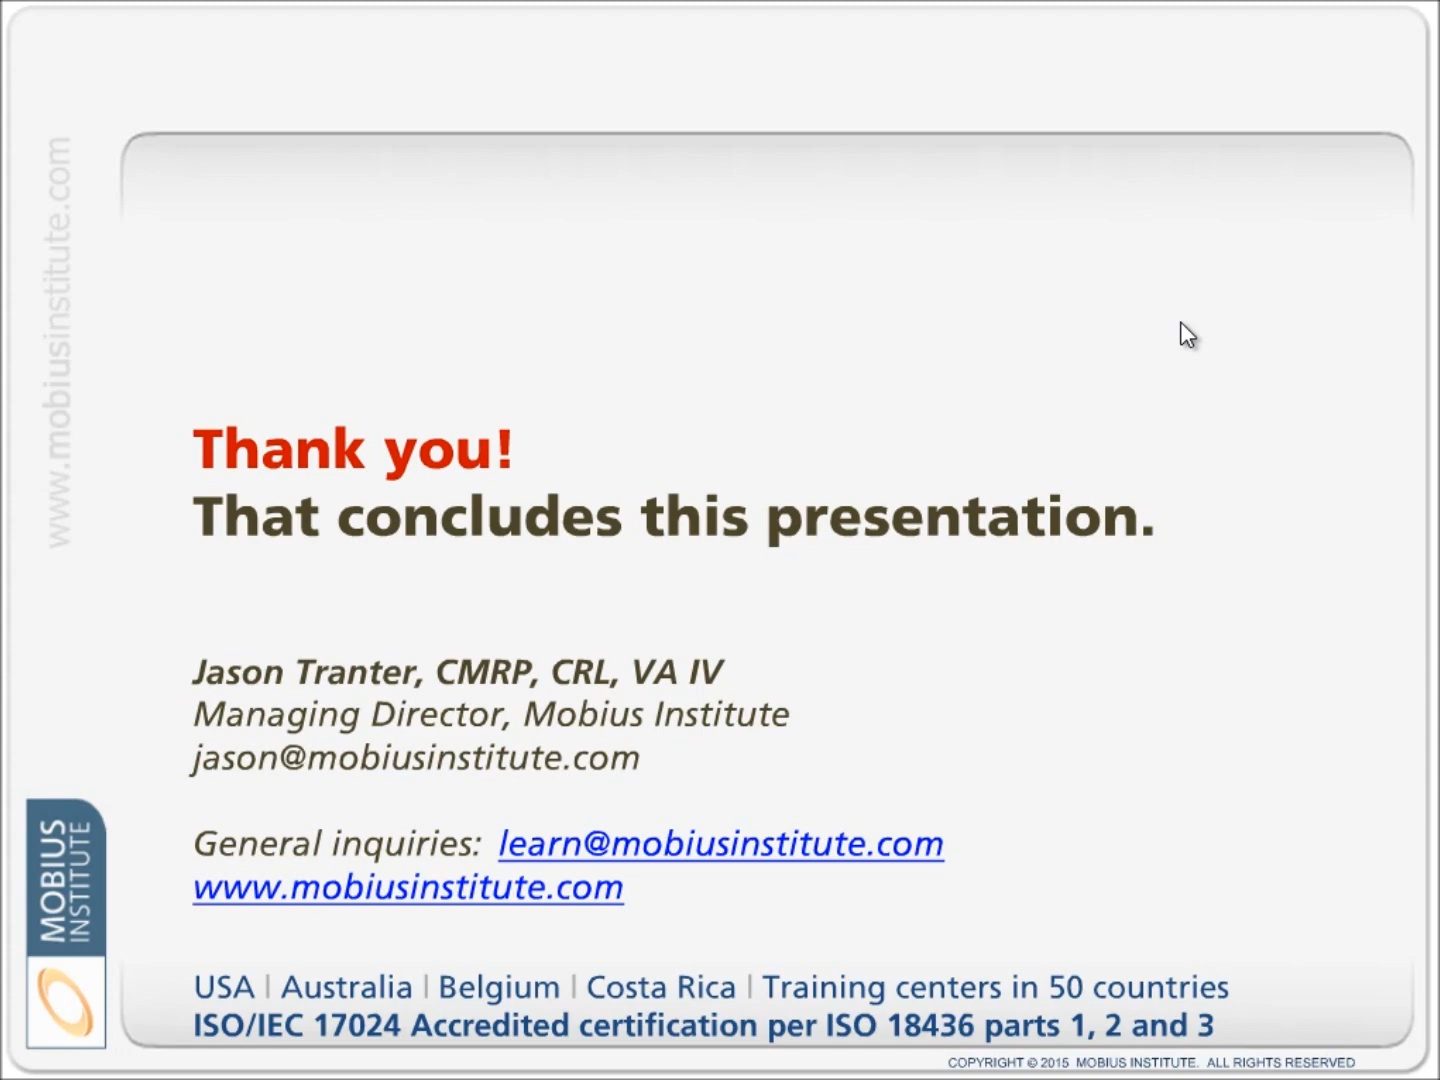 www.mobiusinstitute.com
Thank you!
That concludes this presentation.
Jason Tranter, CMRP, CRL, VA IV
Managing Director, Mobius Institute
jason@mobiusinstitute.com
General inquiries: learn@mobiusinstitute.com
www.mobiusinstitute.com
MOBIUS
INSTITUTE
USA | Australia | Belgium | Costa Rica | Training centers in 50 countries
ISO/IEC 17024 Accredited certification per ISO 18436 parts 1, 2 and 3
COPYRIGHT © 2015 MOBIUS INSTITUTE. ALL RIGHTS RESERVED